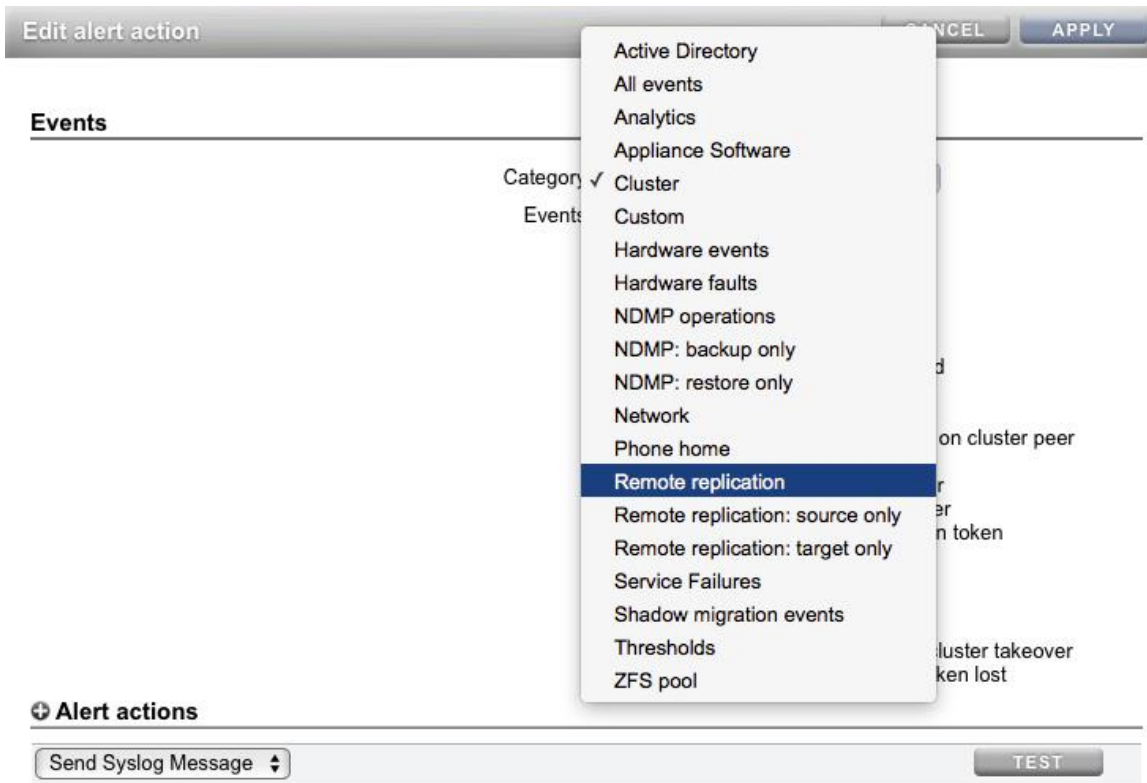 Edit alert action
NCEL
APPLY
Events
Category
Events
Active Directory
All events
Analytics
Appliance Software
✓ Cluster
Custom
Hardware events
Hardware faults
NDMP operations
NDMP: backup only
NDMP: restore only
Network
Phone home
on cluster peer
Remote replication
Remote replication: source only
Remote replication: target only
n token
Service Failures
Shadow migration events
Thresholds
luster takeover
ZFS pool
ken lost
Alert actions
Send Syslog Message
TEST